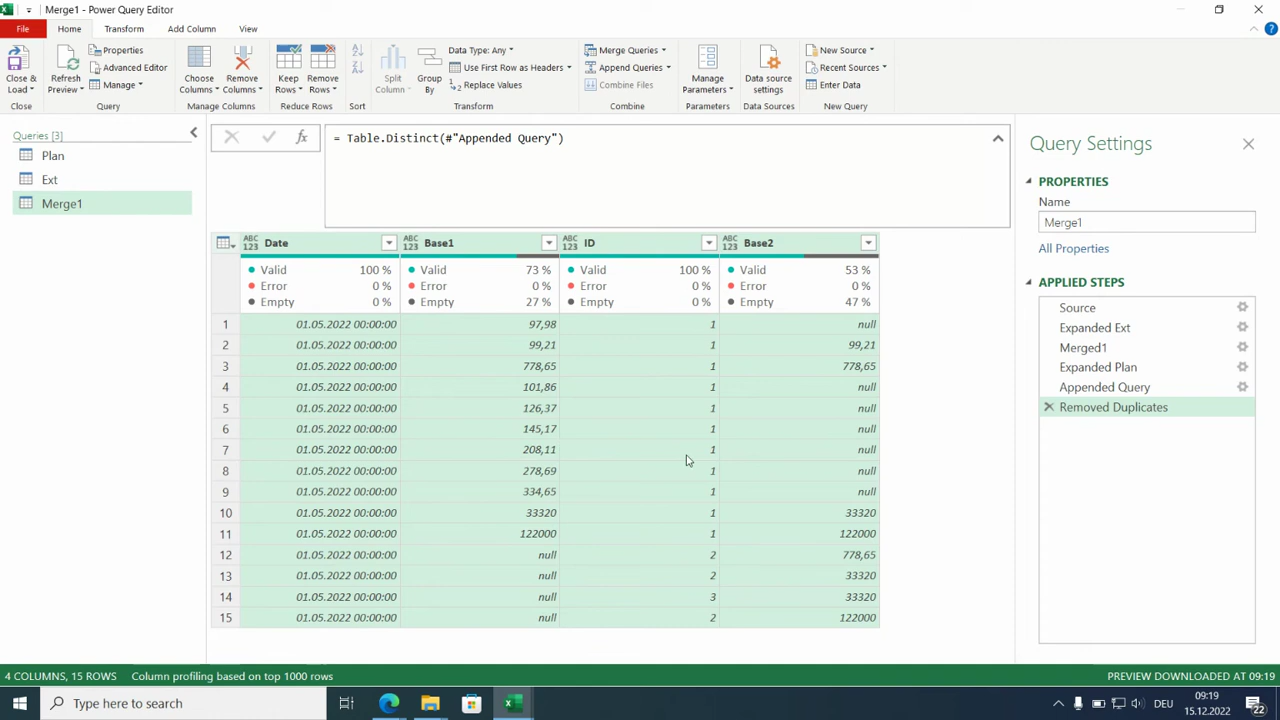 Merge1 - Power Query Editor
File Home Transform Add Column View
Close & Load
Refresh Preview
Properties
Advanced Editor
Manage
Choose Columns
Remove Columns
Keep Rows
Remove Rows
Split Column
Group By
Data Type: Any
Use First Row as Headers
Replace Values
Merge Queries
Append Queries
Combine Files
Manage Parameters
Data source settings
New Source
Recent Sources
Enter Data
Close Query Manage Columns Reduce Rows Sort Transform Combine Parameters Data Sources New Query
Queries [3]
Plan
Ext
Merge1
fx = Table.Distinct(#"Appended Query")
ABC 123 Date ABC 123 Base1 ABC 123 ID ABC 123 Base2
Valid 100 % Valid 73 % Valid 100 % Valid 53 %
Error 0 % Error 0 % Error 0 % Error 0 %
Empty 0 % Empty 27 % Empty 0 % Empty 47 %
1 01.05.2022 00:00:00 97,98 1 null
2 01.05.2022 00:00:00 99,21 1 99,21
3 01.05.2022 00:00:00 778,65 1 778,65
4 01.05.2022 00:00:00 101,86 1 null
5 01.05.2022 00:00:00 126,37 1 null
6 01.05.2022 00:00:00 145,17 1 null
7 01.05.2022 00:00:00 208,11 1 null
8 01.05.2022 00:00:00 278,69 1 null
9 01.05.2022 00:00:00 334,65 1 null
10 01.05.2022 00:00:00 33320 1 33320
11 01.05.2022 00:00:00 122000 1 122000
12 01.05.2022 00:00:00 null 2 778,65
13 01.05.2022 00:00:00 null 2 33320
14 01.05.2022 00:00:00 null 3 33320
15 01.05.2022 00:00:00 null 2 122000
Query Settings
PROPERTIES
Name
Merge1
All Properties
APPLIED STEPS
Source
Expanded Ext
Merged1
Expanded Plan
Appended Query
Removed Duplicates
4 COLUMNS, 15 ROWS Column profiling based on top 1000 rows PREVIEW DOWNLOADED AT 09:19
Type here to search
DEU
09:19
15.12.2022
22